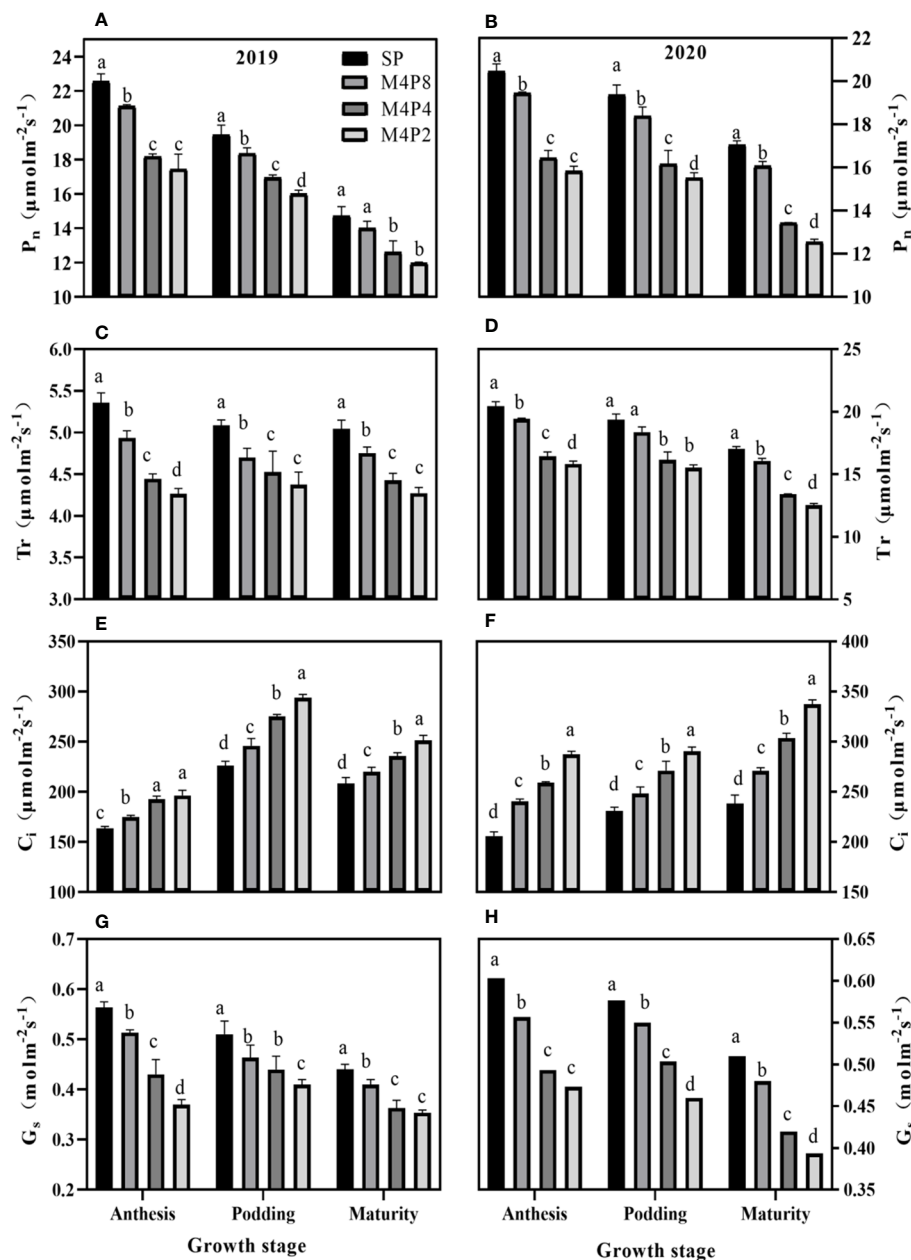 A
B
2019
2020
SP
M4P8
M4P4
M4P2
Pn (μmolm⁻²s⁻¹)
24
22
20
18
16
14
12
10
a b c c
a b c d
a a b b
a b c c
a b c d
a b c d
22
20
18
16
14
12
10
Pn (μmolm⁻²s⁻¹)
C
D
Tr (μmolm⁻²s⁻¹)
6.0
5.5
5.0
4.5
4.0
3.5
3.0
a b c d
a b c c
a b c c
a b c d
a a b b
a b c d
25
20
15
10
5
Tr (μmolm⁻²s⁻¹)
E
F
Ci (μmolm⁻²s⁻¹)
350
300
250
200
150
100
c b a a
d c b a
d c b a
d c b a
d c b a
d c b a
400
350
300
250
200
150
Ci (μmolm⁻²s⁻¹)
G
H
Gs (molm⁻²s⁻¹)
0.7
0.6
0.5
0.4
0.3
0.2
a b c d
a b b c
a b c c
a b c c
a b c d
a b c d
0.65
0.60
0.55
0.50
0.45
0.40
0.35
Gs (molm⁻²s⁻¹)
Anthesis Podding Maturity
Growth stage
Anthesis Podding Maturity
Growth stage